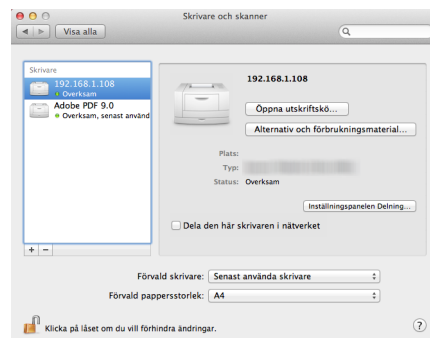 Skrivare och skanner
Visa alla
Skrivare
192.168.1.108
Overksam
Adobe PDF 9.0
Overksam, senast använd
192.168.1.108
Öppna utskriftskö...
Alternativ och förbrukningsmaterial...
Plats:
Typ:
Status: Overksam
Inställningspanelen Delning...
Dela den här skrivaren i nätverket
+ −
Förvald skrivare: Senast använda skrivare
Förvald pappersstorlek: A4
Klicka på låset om du vill förhindra ändringar.
?